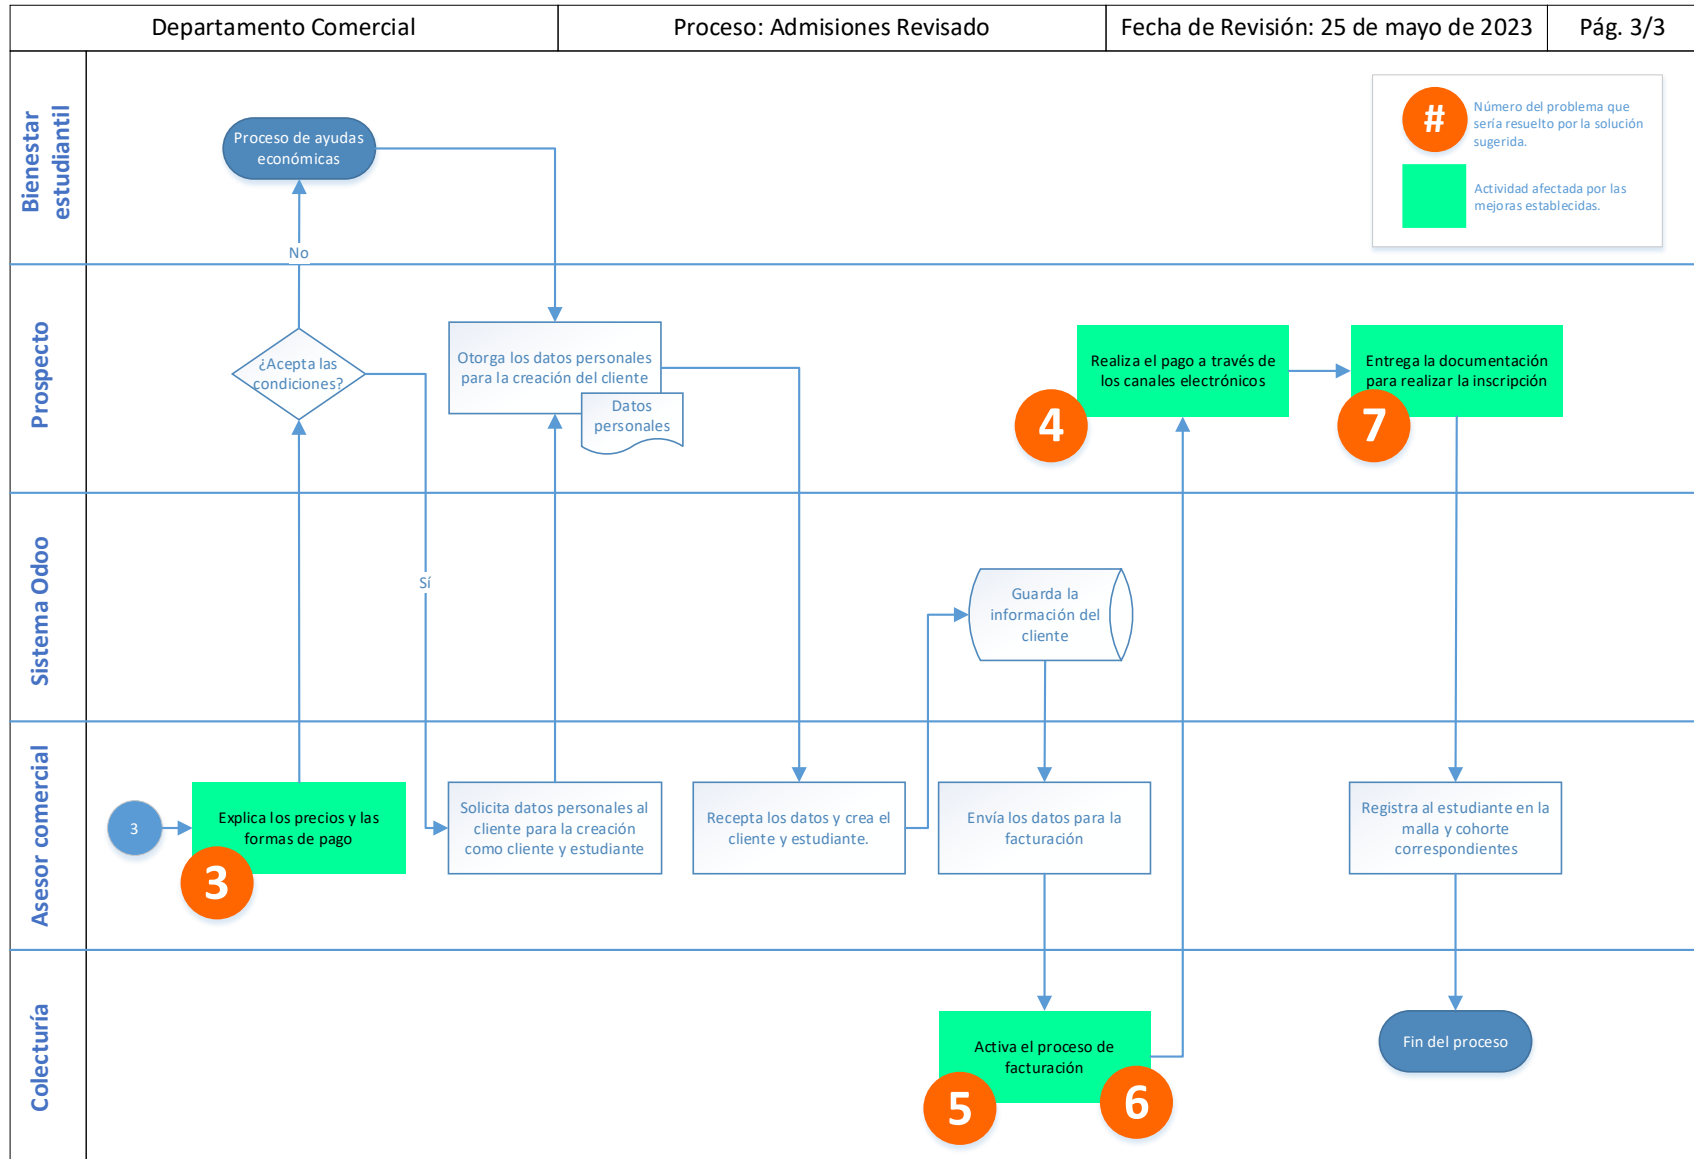 Departamento Comercial
Proceso: Admisiones Revisado
Fecha de Revisión: 25 de mayo de 2023
Pág. 3/3
Bienestar
estudiantil
Proceso de ayudas
económicas
#
Número del problema que
sería resuelto por la solución
sugerida.
Actividad afectada por las
mejoras establecidas.
No
Prospecto
¿Acepta las
condiciones?
Otorga los datos personales
para la creación del cliente
Datos
personales
Realiza el pago a través de
los canales electrónicos
4
Entrega la documentación
para realizar la inscripción
7
Sistema Odoo
Sí
Guarda la
información del
cliente
Asesor comercial
3
Explica los precios y las
formas de pago
3
Solicita datos personales al
cliente para la creación
como cliente y estudiante
Recepta los datos y crea el
cliente y estudiante.
Envía los datos para la
facturación
Registra al estudiante en la
malla y cohorte
correspondientes
Colecturía
Activa el proceso de
facturación
5
6
Fin del proceso